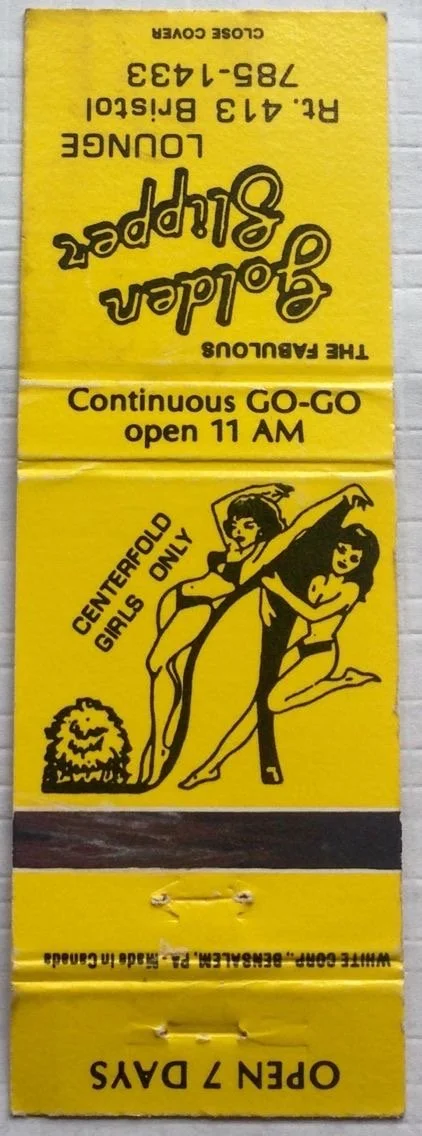 CLOSE COVER
785-1433
Rt. 413 Bristol
LOUNGE
Slipper
Golden
THE FABULOUS
Continuous GO-GO
open 11 AM
CENTERFOLD
GIRLS ONLY
WHITE CORP., BENSALEM, PA - Made in Canada
OPEN 7 DAYS